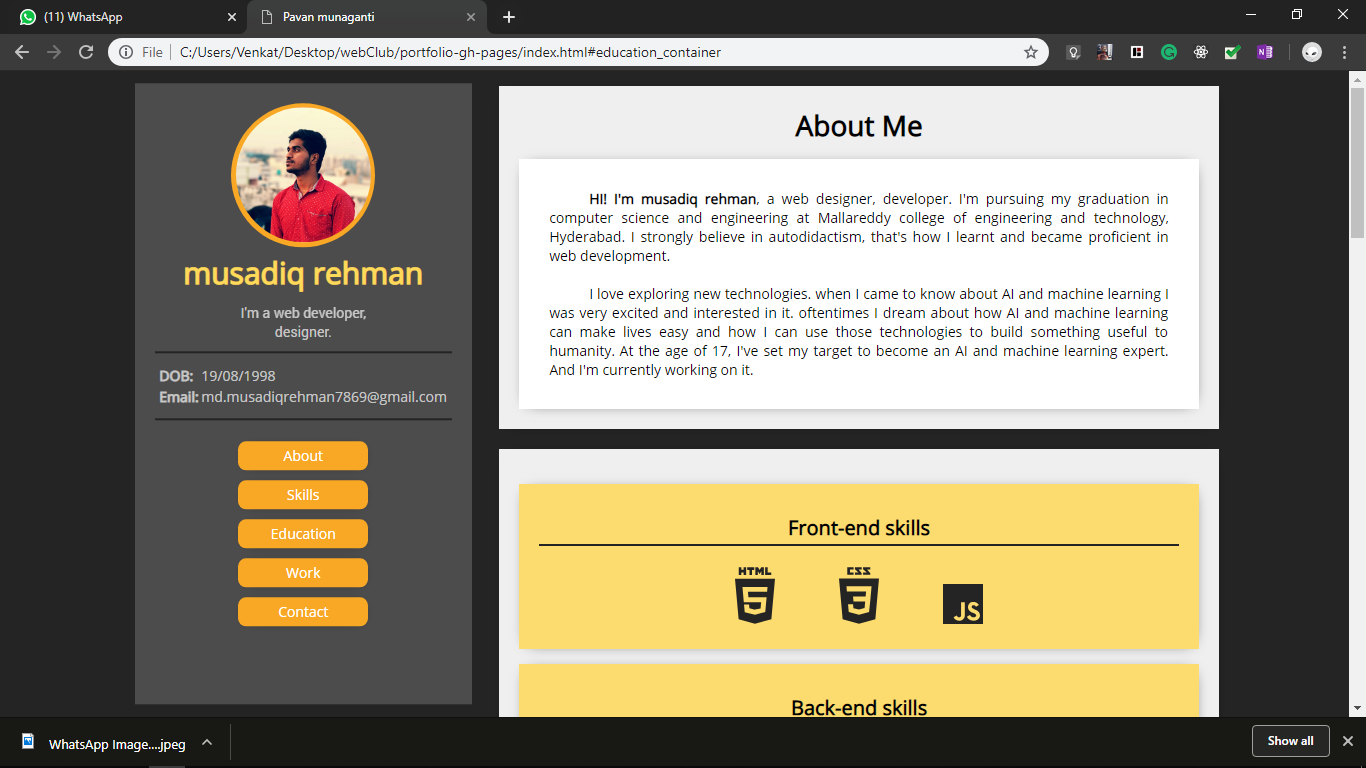 (11) WhatsApp
Pavan munaganti
File
C:/Users/Venkat/Desktop/webClub/portfolio-gh-pages/index.html#education_container
musadiq rehman
I'm a web developer,
designer.
DOB: 19/08/1998
Email: md.musadiqrehman7869@gmail.com
About
Skills
Education
Work
Contact
About Me
HI! I'm musadiq rehman, a web designer, developer. I'm pursuing my graduation in
computer science and engineering at Mallareddy college of engineering and technology,
Hyderabad. I strongly believe in autodidactism, that's how I learnt and became proficient in
web development.
I love exploring new technologies. when I came to know about AI and machine learning I
was very excited and interested in it. oftentimes I dream about how AI and machine learning
can make lives easy and how I can use those technologies to build something useful to
humanity. At the age of 17, I've set my target to become an AI and machine learning expert.
And I'm currently working on it.
Front-end skills
HTML
5
CSS
3
JS
Back-end skills
WhatsApp Image....jpeg
Show all